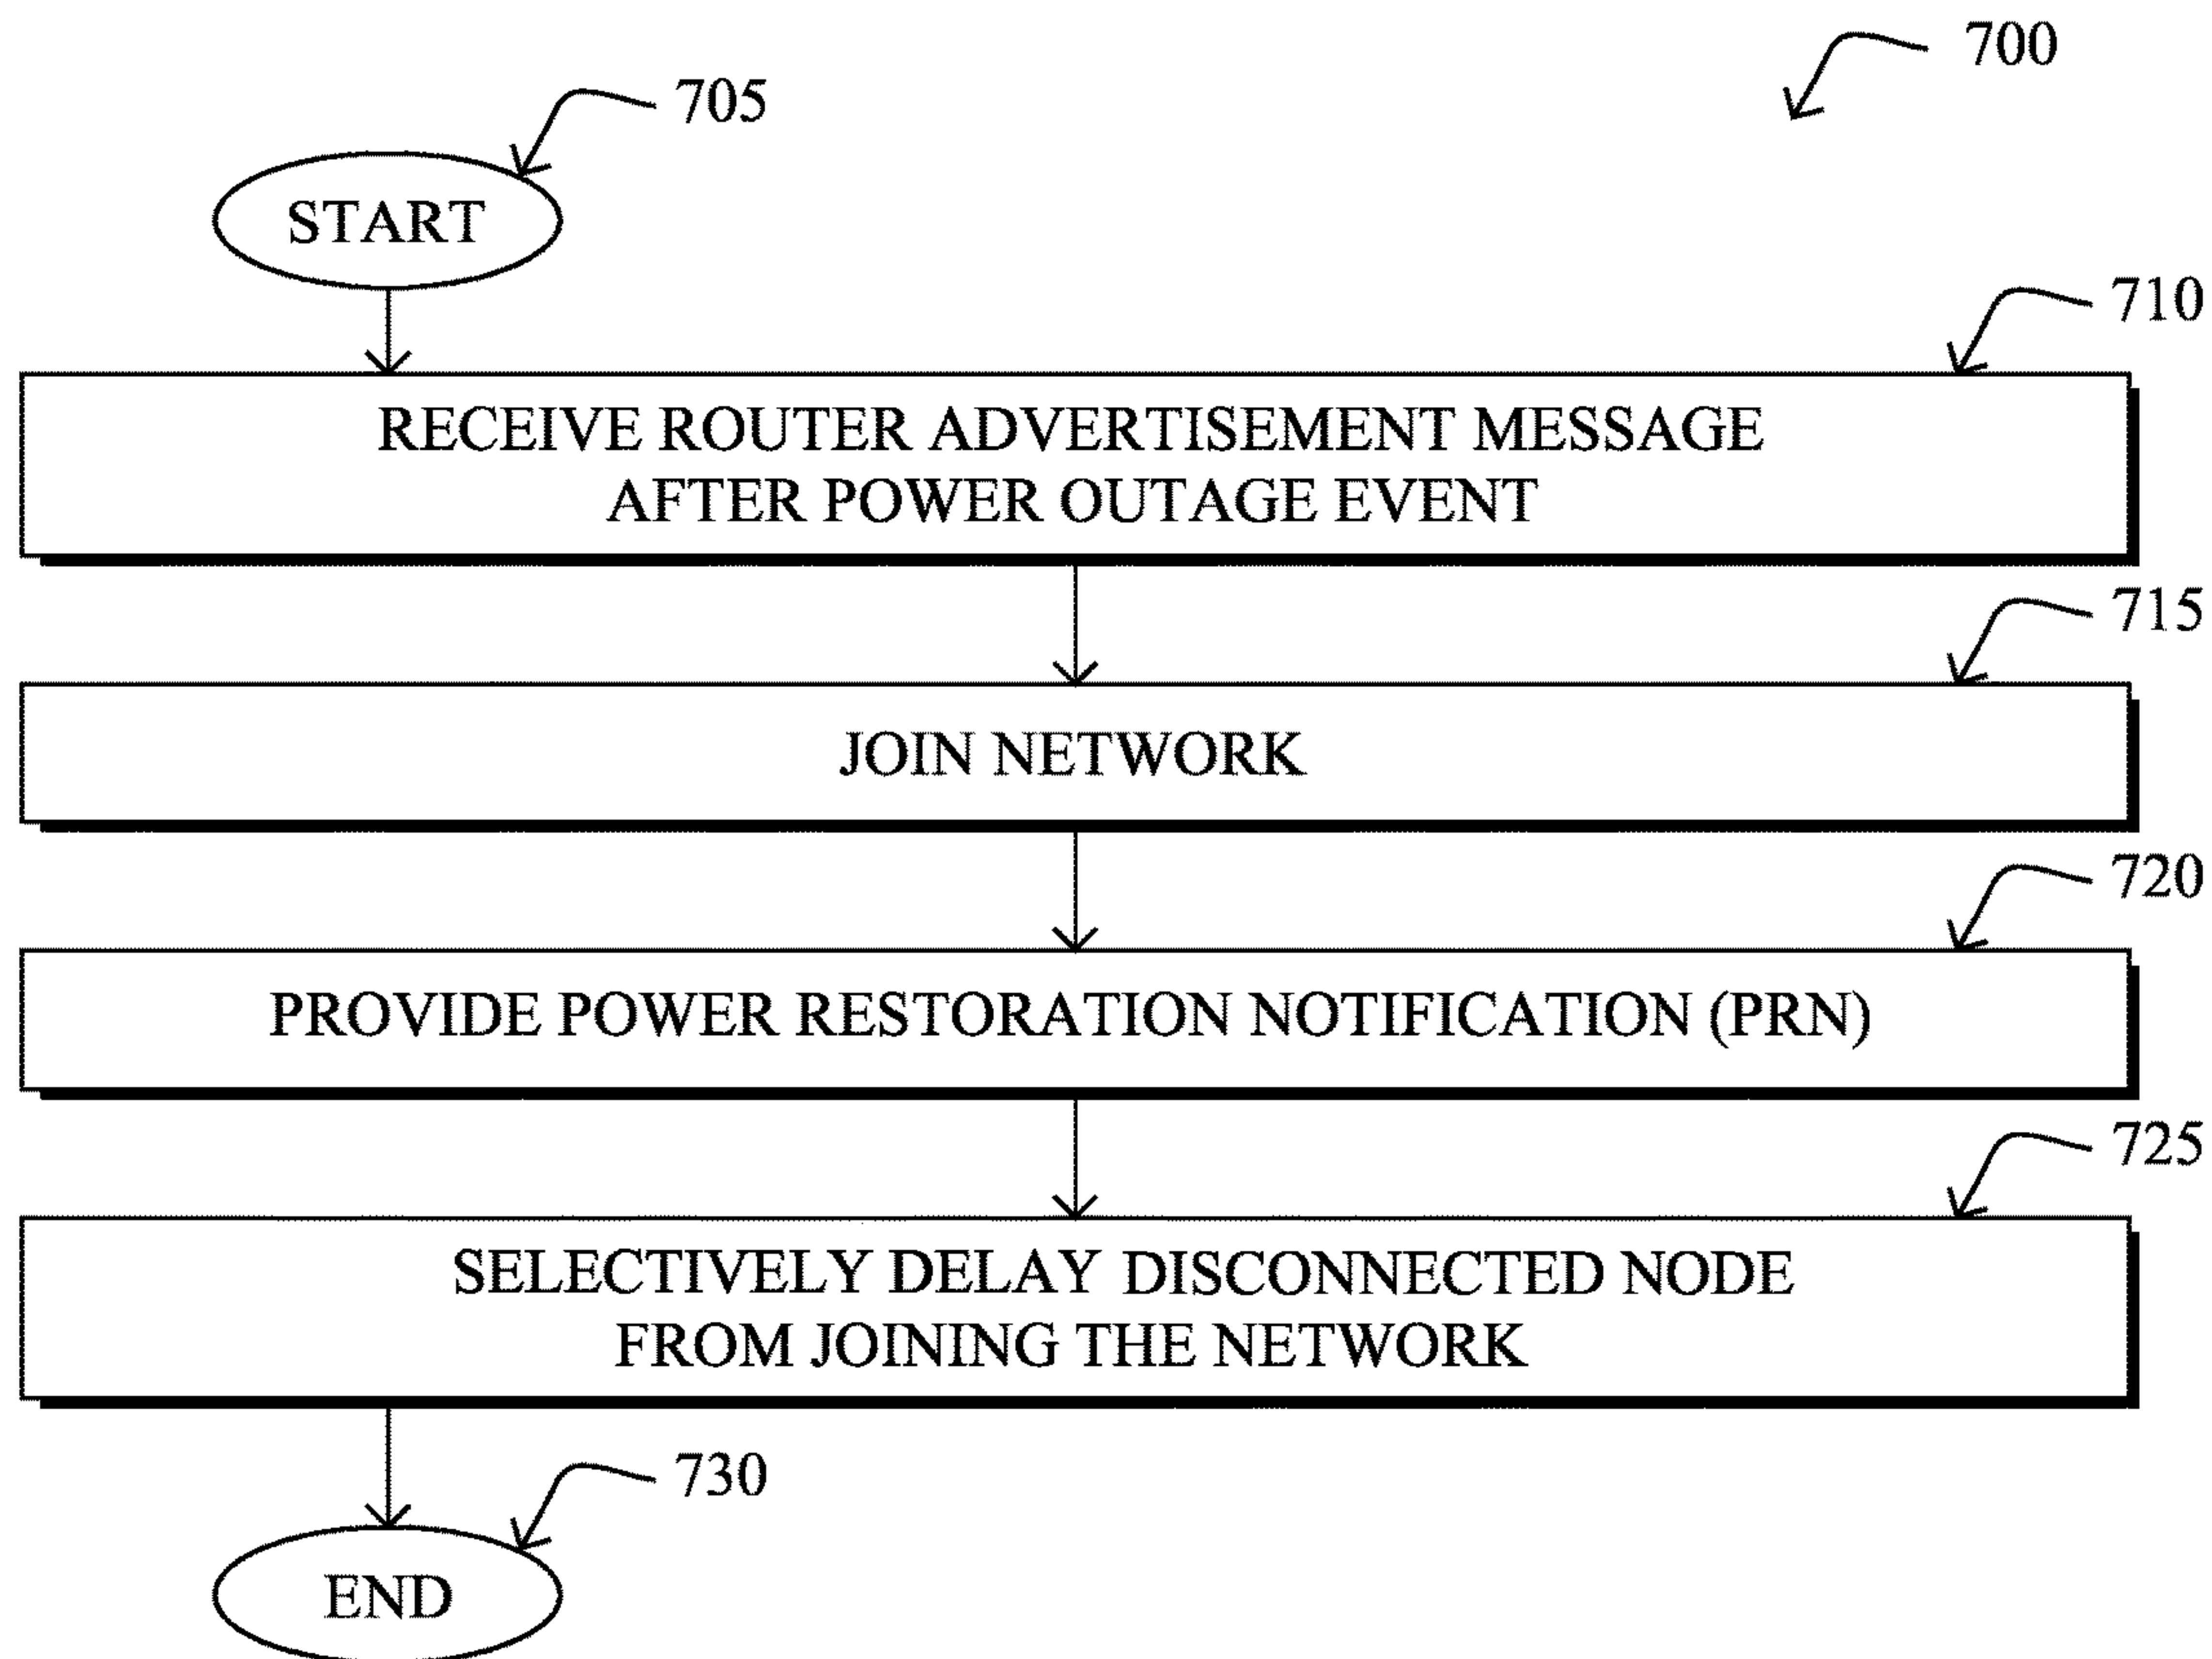 700
705
START
710
RECEIVE ROUTER ADVERTISEMENT MESSAGE
AFTER POWER OUTAGE EVENT
715
JOIN NETWORK
720
PROVIDE POWER RESTORATION NOTIFICATION (PRN)
725
SELECTIVELY DELAY DISCONNECTED NODE
FROM JOINING THE NETWORK
730
END